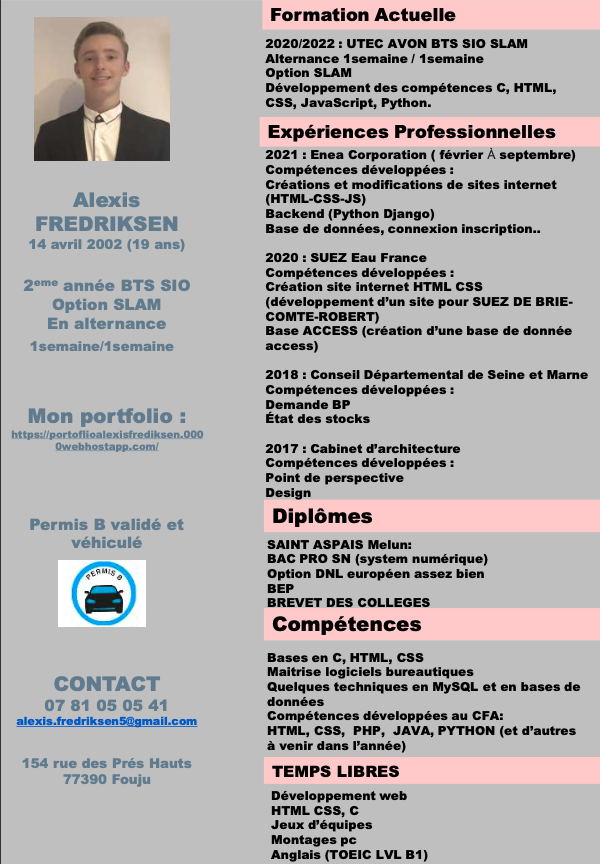 Alexis
FREDRIKSEN
14 avril 2002 (19 ans)
2eme année BTS SIO
Option SLAM
En alternance
1semaine/1semaine
Mon portfolio :
https://portoflioalexisfrediksen.000
0webhostapp.com/
Permis B validé et
véhiculé
PERMIS B
CONTACT
07 81 05 05 41
alexis.fredriksen5@gmail.com
154 rue des Prés Hauts
77390 Fouju
Formation Actuelle
2020/2022 : UTEC AVON BTS SIO SLAM
Alternance 1semaine / 1semaine
Option SLAM
Développement des compétences C, HTML,
CSS, JavaScript, Python.
Expériences Professionnelles
2021 : Enea Corporation ( février À septembre)
Compétences développées :
Créations et modifications de sites internet
(HTML-CSS-JS)
Backend (Python Django)
Base de données, connexion inscription..
2020 : SUEZ Eau France
Compétences développées :
Création site internet HTML CSS
(développement d’un site pour SUEZ DE BRIE-
COMTE-ROBERT)
Base ACCESS (création d’une base de donnée
access)
2018 : Conseil Départemental de Seine et Marne
Compétences développées :
Demande BP
État des stocks
2017 : Cabinet d’architecture
Compétences développées :
Point de perspective
Design
Diplômes
SAINT ASPAIS Melun:
BAC PRO SN (system numérique)
Option DNL européen assez bien
BEP
BREVET DES COLLEGES
Compétences
Bases en C, HTML, CSS
Maitrise logiciels bureautiques
Quelques techniques en MySQL et en bases de
données
Compétences développées au CFA:
HTML, CSS, PHP, JAVA, PYTHON (et d’autres
à venir dans l’année)
TEMPS LIBRES
Développement web
HTML CSS, C
Jeux d’équipes
Montages pc
Anglais (TOEIC LVL B1)